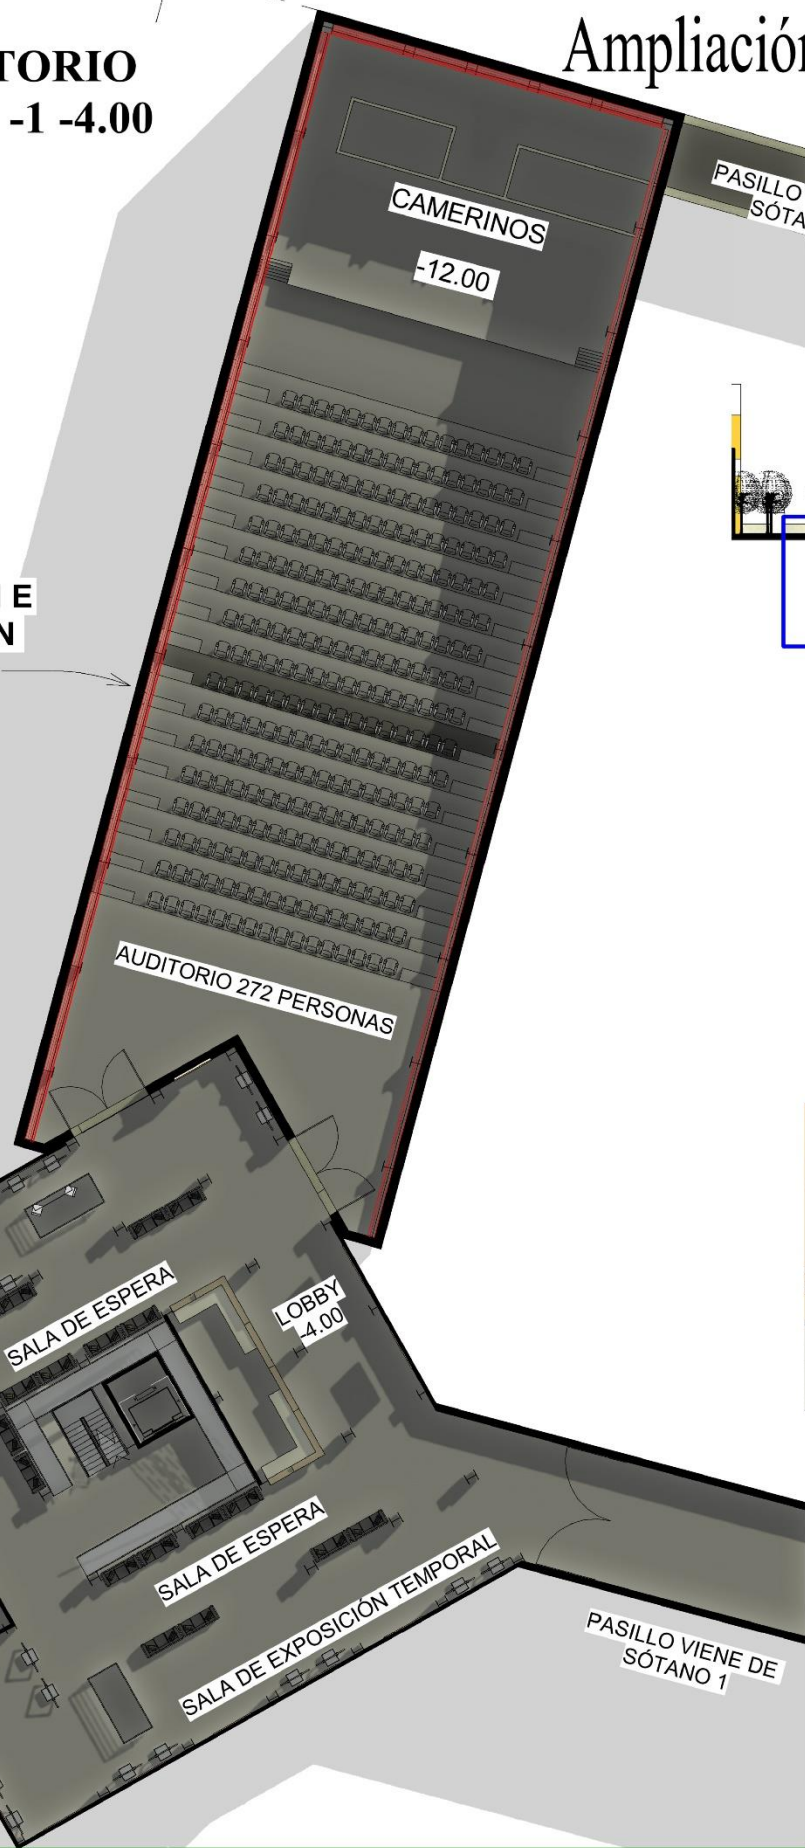 TORIO
-1 -4.00
Ampliación
PASILLO
SÓTA
CAMERINOS
-12.00
E
N
AUDITORIO 272 PERSONAS
SALA DE ESPERA
LOBBY
-4.00
SALA DE ESPERA
SALA DE EXPOSICIÓN TEMPORAL
PASILLO VIENE DE
SÓTANO 1